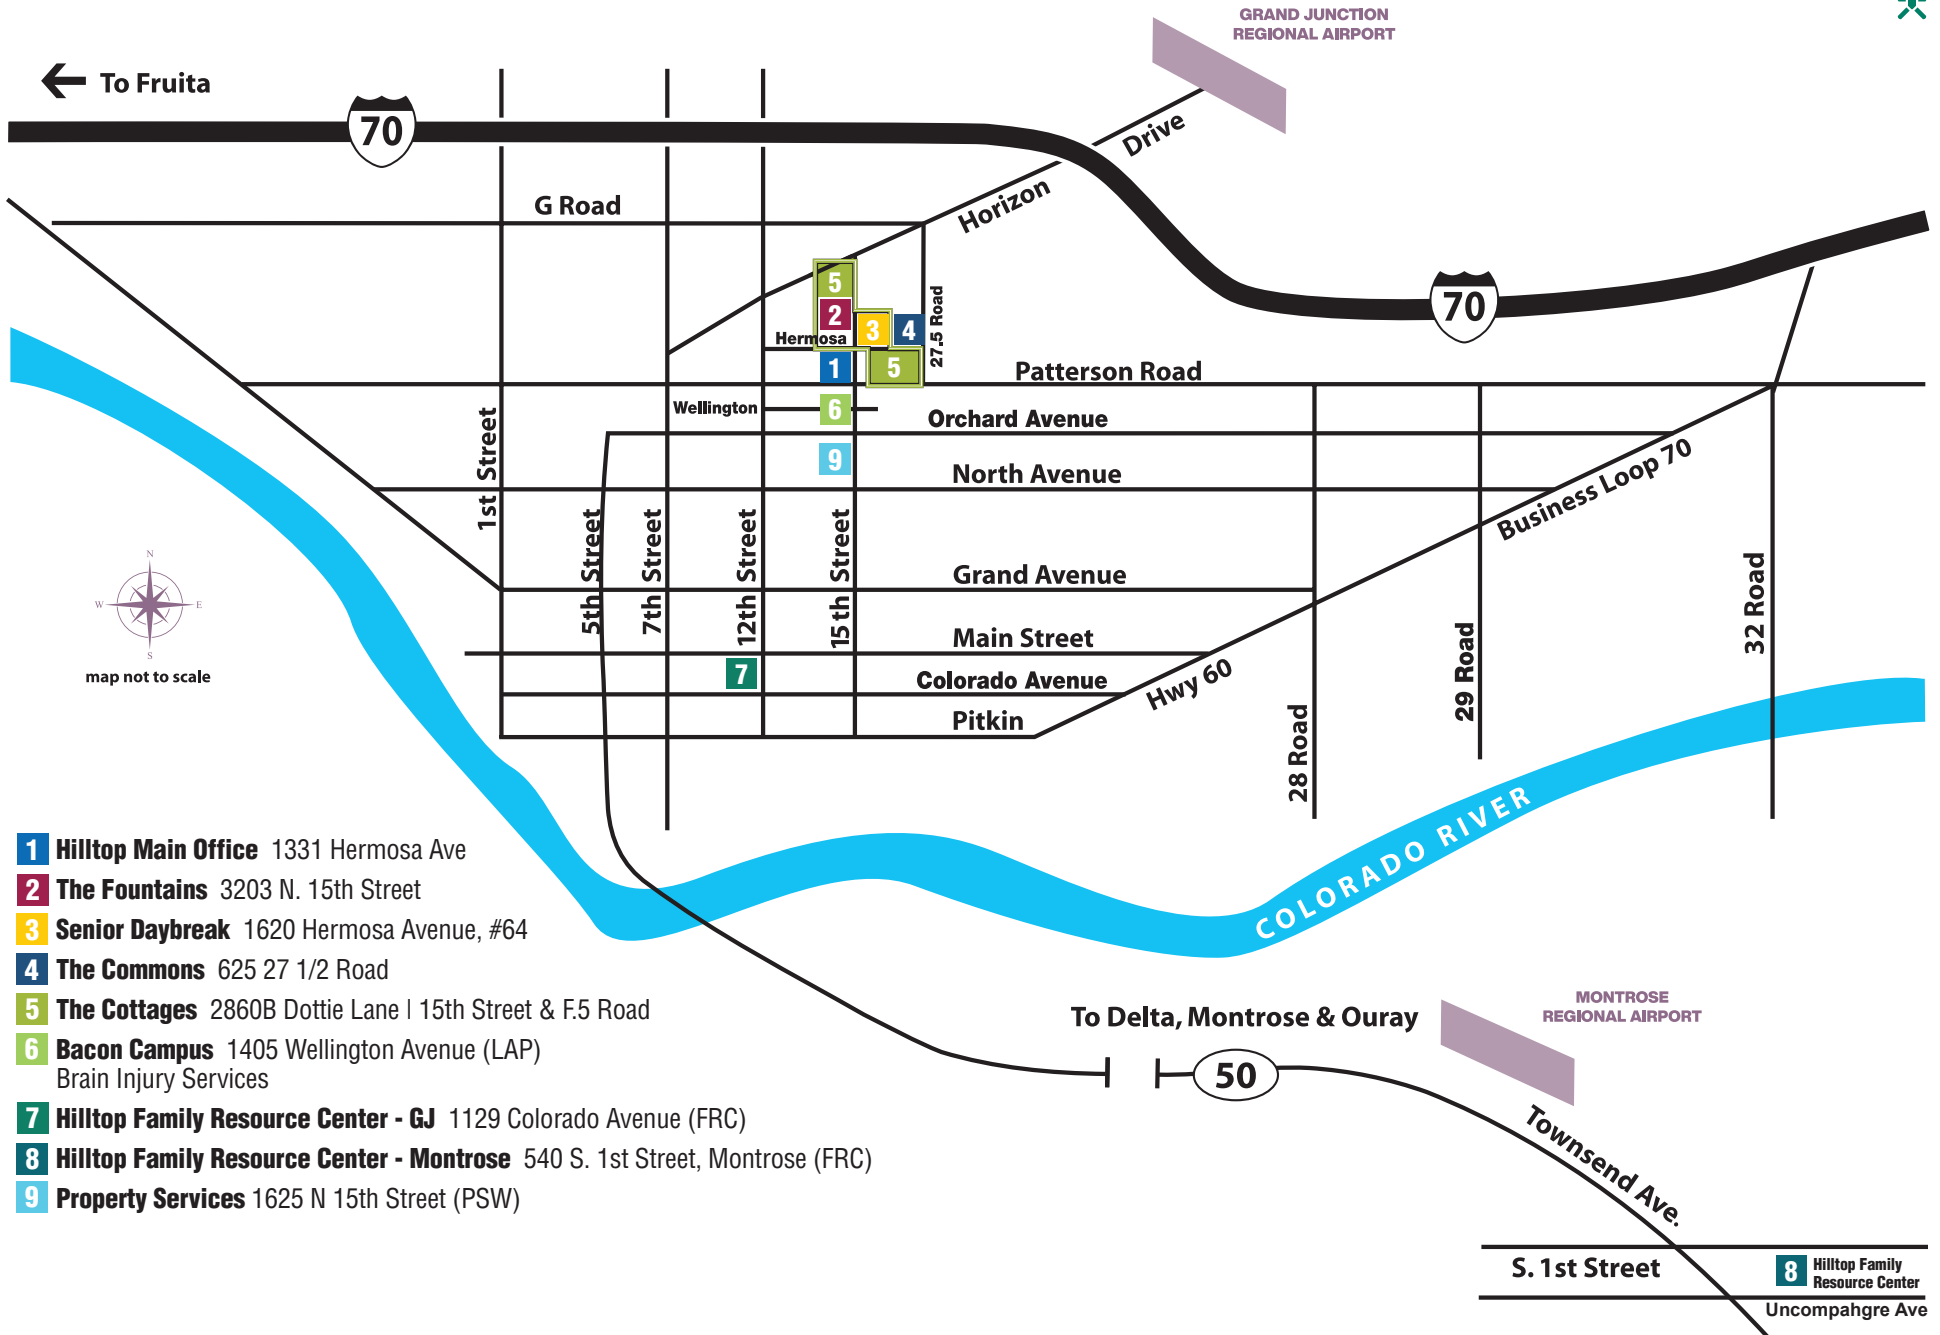 GRAND JUNCTION
REGIONAL AIRPORT
To Fruita
70
Drive
Horizon
G Road
5
2
3
4
Hermosa
27.5 Road
70
1
5
Patterson Road
Wellington
6
Orchard Avenue
1st Street
9
North Avenue
Business Loop 70
5th Street
7th Street
12th Street
15th Street
Grand Avenue
N
W
E
S
map not to scale
Main Street
7
Colorado Avenue
Hwy 60
Pitkin
28 Road
29 Road
32 Road
COLORADO RIVER
1 Hilltop Main Office 1331 Hermosa Ave
2 The Fountains 3203 N. 15th Street
3 Senior Daybreak 1620 Hermosa Avenue, #64
4 The Commons 625 27 1/2 Road
5 The Cottages 2860B Dottie Lane | 15th Street & F.5 Road
6 Bacon Campus 1405 Wellington Avenue (LAP)
Brain Injury Services
7 Hilltop Family Resource Center - GJ 1129 Colorado Avenue (FRC)
8 Hilltop Family Resource Center - Montrose 540 S. 1st Street, Montrose (FRC)
9 Property Services 1625 N 15th Street (PSW)
To Delta, Montrose & Ouray
MONTROSE
REGIONAL AIRPORT
50
Townsend Ave.
S. 1st Street
8
Hilltop Family
Resource Center
Uncompahgre Ave